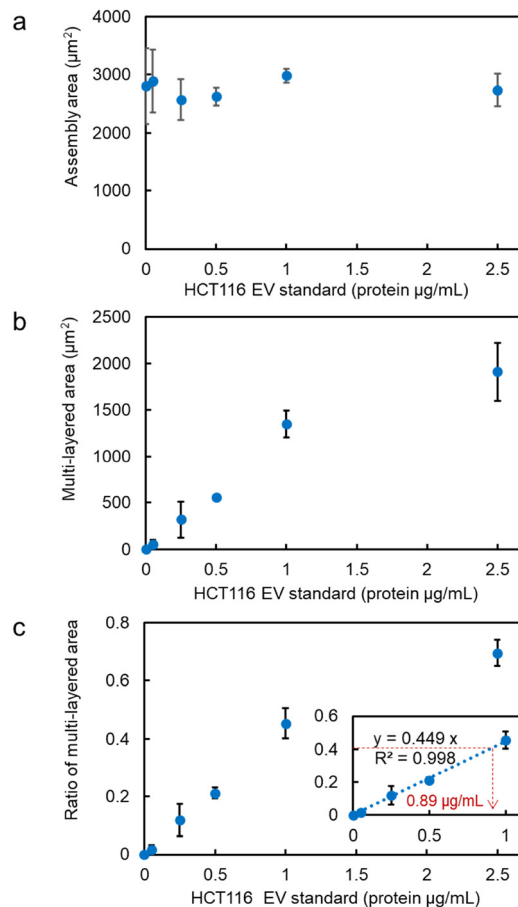 a
Assembly area (µm²)
4000
3000
2000
1000
0
0 0.5 1 1.5 2 2.5
HCT116 EV standard (protein µg/mL)
b
Multi-layered area (µm²)
2500
2000
1500
1000
500
0
0 0.5 1 1.5 2 2.5
HCT116 EV standard (protein µg/mL)
c
Ratio of multi-layered area
0.8
0.6
0.4
0.2
0
0.6
0.4
0.2
0
y = 0.449 x
R² = 0.998
0.89 µg/mL
0 0.5 1
0 0.5 1 1.5 2 2.5
HCT116 EV standard (protein µg/mL)